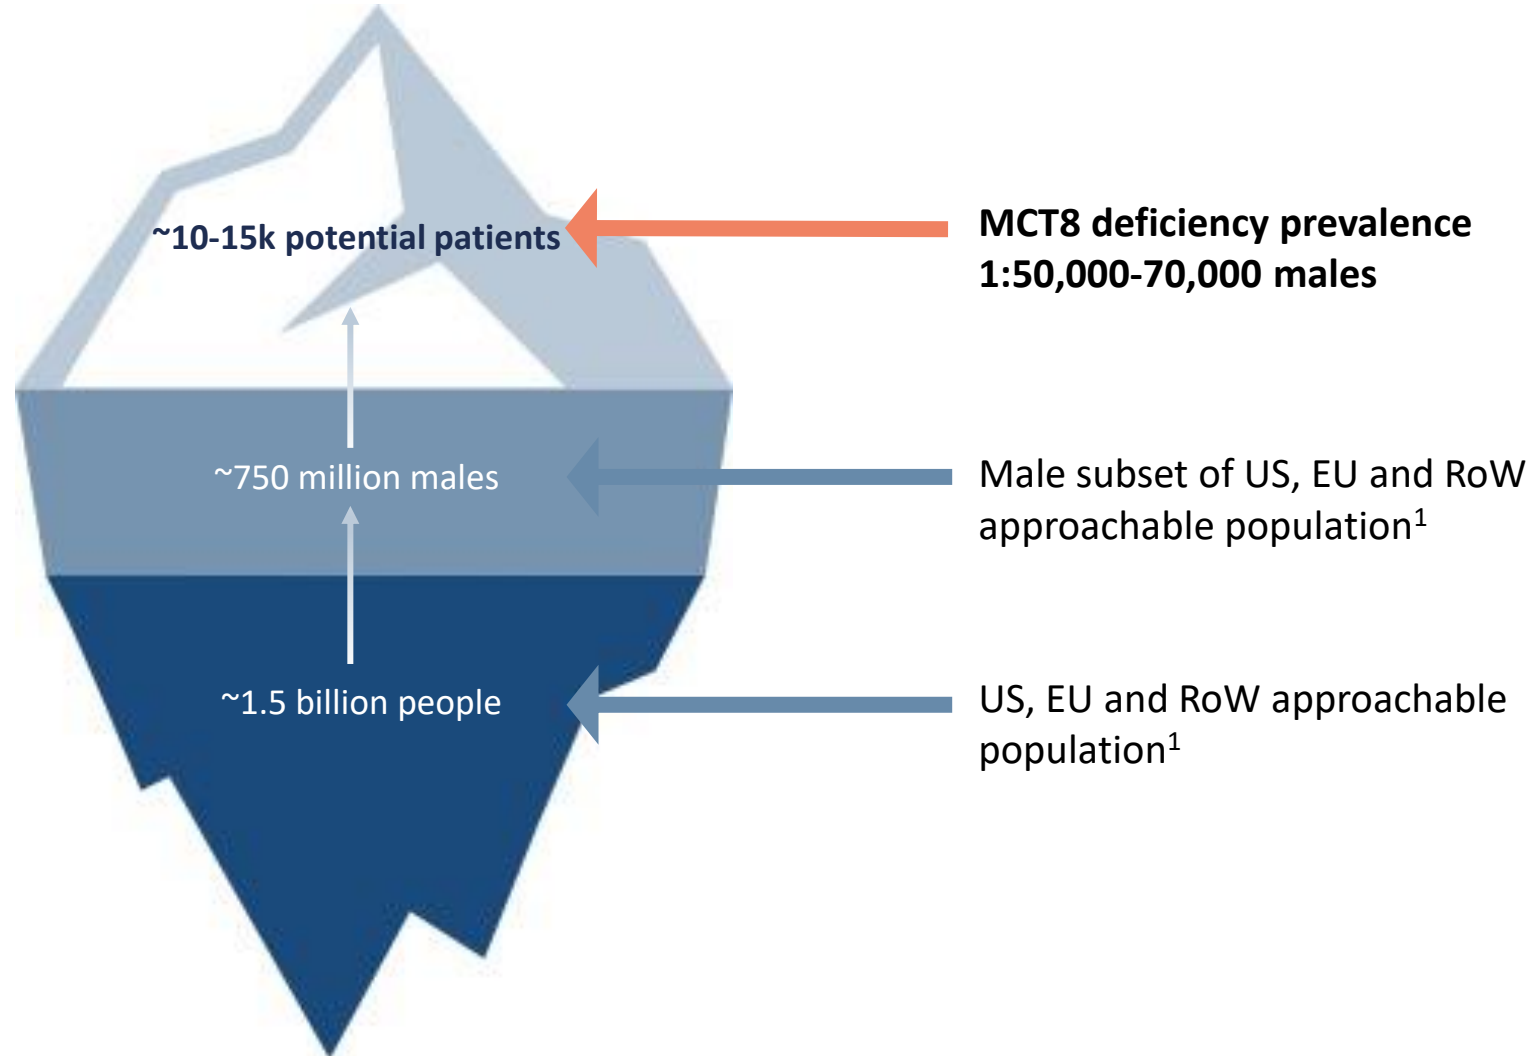 ~10-15k potential patients
MCT8 deficiency prevalence
1:50,000-70,000 males
~750 million males
Male subset of US, EU and RoW
approachable population¹
~1.5 billion people
US, EU and RoW approachable
population¹